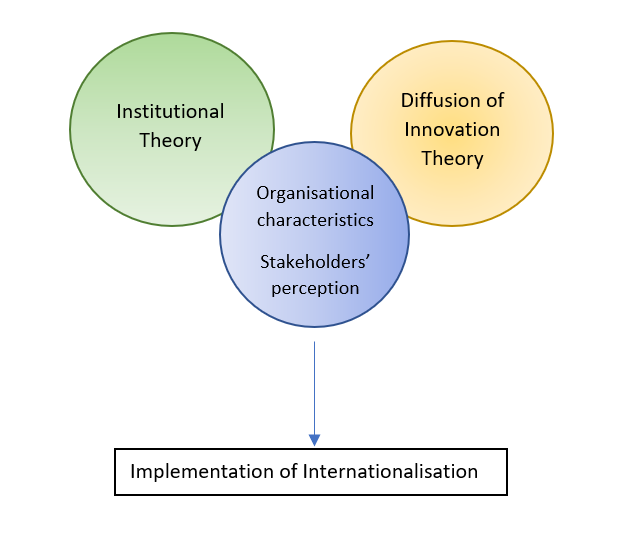 Institutional
Theory
Diffusion of
Innovation
Theory
Organisational
characteristics
Stakeholders’
perception
Implementation of Internationalisation